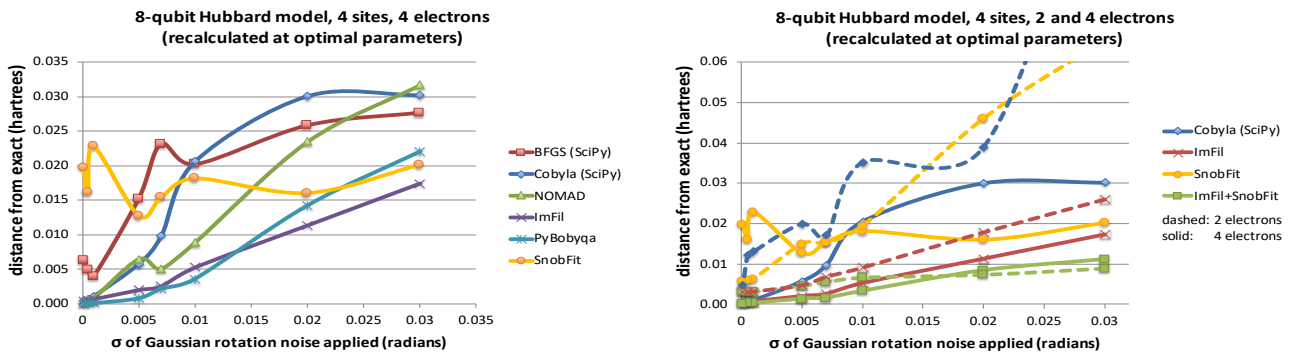 8-qubit Hubbard model, 4 sites, 4 electrons
(recalculated at optimal parameters)
distance from exact (hartrees)
0.035
0.030
0.025
0.020
0.015
0.010
0.005
0.000
0
0.005
0.01
0.015
0.02
0.025
0.03
0.035
σ of Gaussian rotation noise applied (radians)
BFGS (SciPy)
Cobyla (SciPy)
NOMAD
ImFil
PyBobyqa
SnobFit
8-qubit Hubbard model, 4 sites, 2 and 4 electrons
(recalculated at optimal parameters)
distance from exact (hartrees)
0.06
0.05
0.04
0.03
0.02
0.01
0.00
0
0.005
0.01
0.015
0.02
0.025
0.03
σ of Gaussian rotation noise applied (radians)
Cobyla (SciPy)
ImFil
SnobFit
ImFil+SnobFit
dashed: 2 electrons
solid: 4 electrons